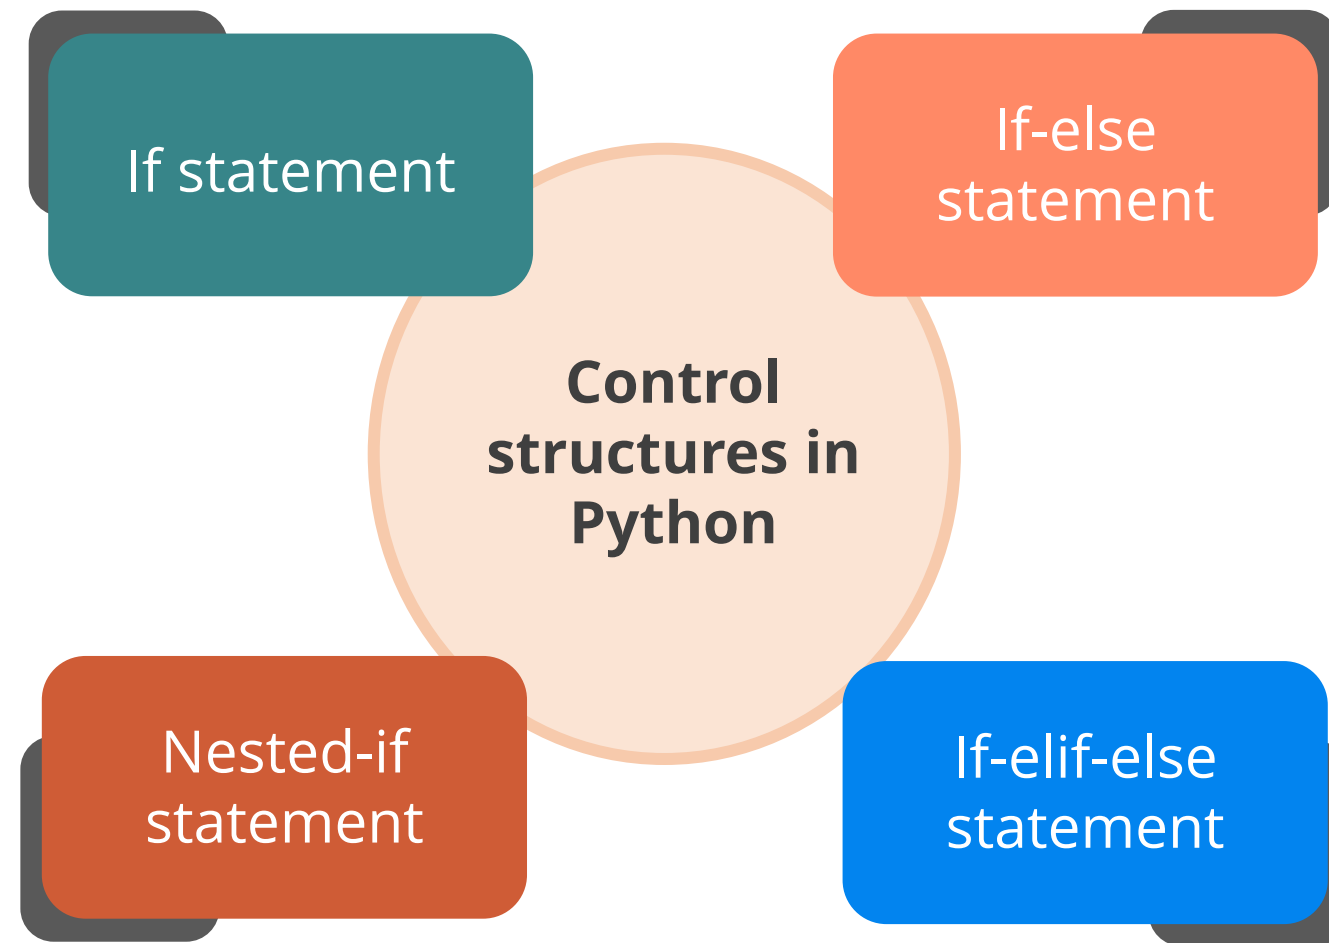 If statement
If-else
statement
Control
structures in
Python
Nested-if
statement
If-elif-else
statement